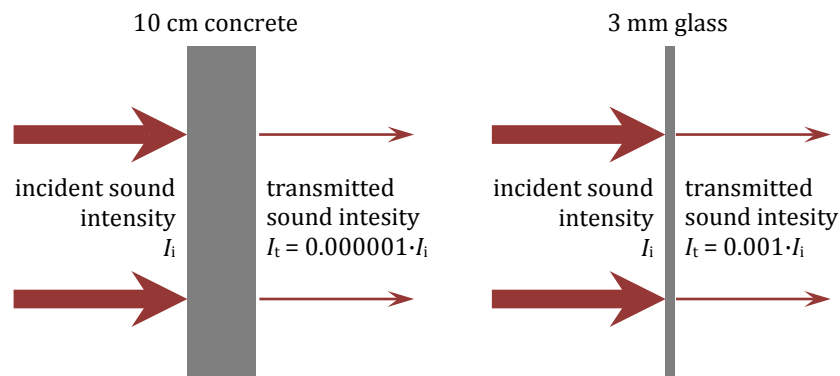 10 cm concrete
incident sound
intensity
Iᵢ
transmitted
sound intesity
Iₜ = 0.000001·Iᵢ
3 mm glass
incident sound
intensity
Iᵢ
transmitted
sound intesity
Iₜ = 0.001·Iᵢ